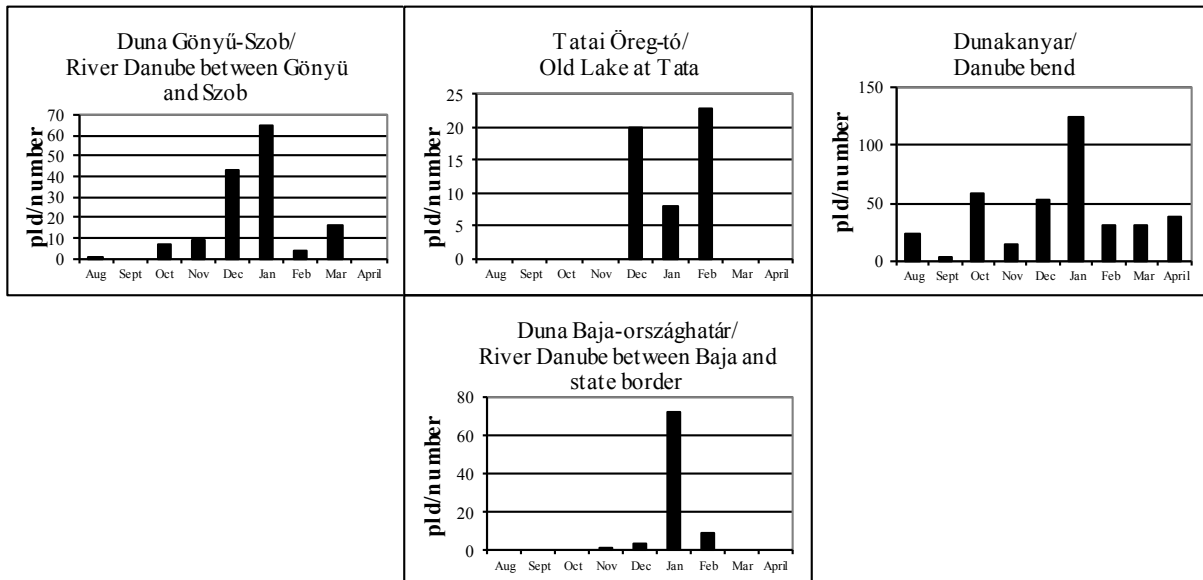 Duna Gönyű-Szob/
River Danube between Gönyü
and Szob
pld/number
70
60
50
40
30
20
10
0
Aug Sept Oct Nov Dec Jan Feb Mar April
Tatai Öreg-tó/
Old Lake at Tata
pld/number
25
20
15
10
5
0
Aug Sept Oct Nov Dec Jan Feb Mar April
Dunakanyar/
Danube bend
pld/number
150
100
50
0
Aug Sept Oct Nov Dec Jan Feb Mar April
Duna Baja-országhatár/
River Danube between Baja and
state border
pld/number
80
60
40
20
0
Aug Sept Oct Nov Dec Jan Feb Mar April